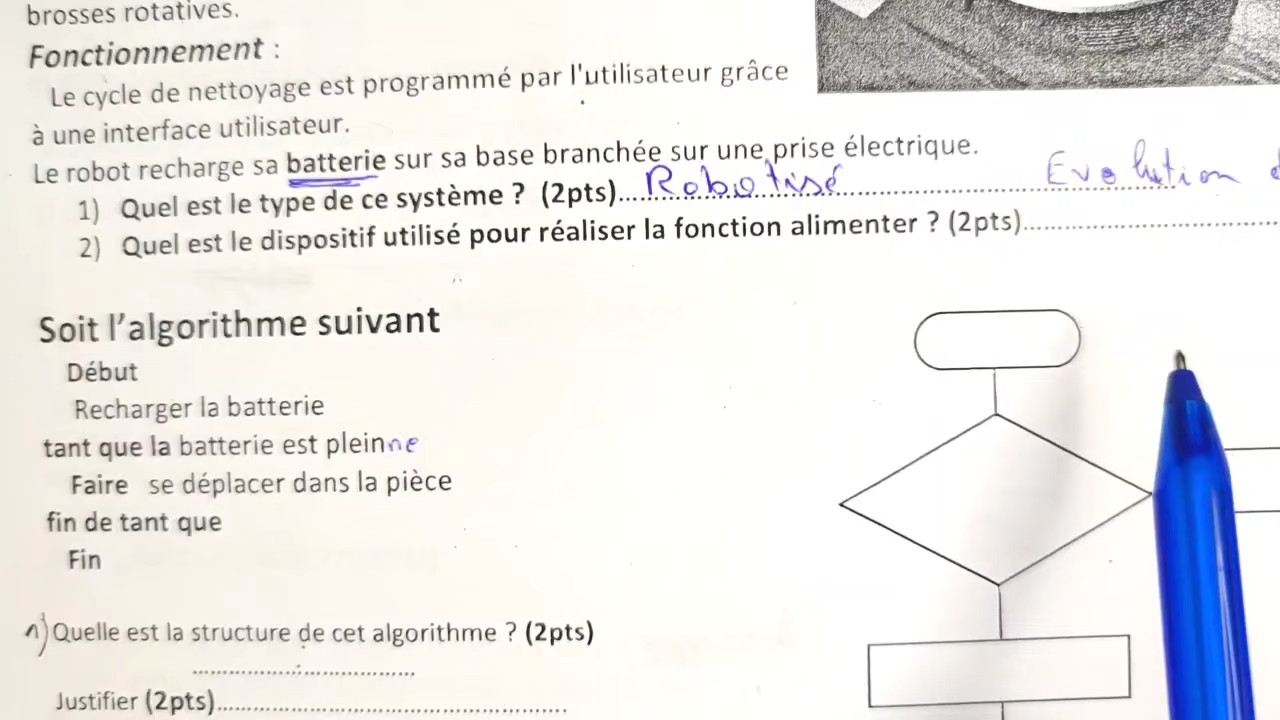 brosses rotatives.
Fonctionnement :
Le cycle de nettoyage est programmé par l'utilisateur grâce
à une interface utilisateur.
Le robot recharge sa batterie sur sa base branchée sur une prise électrique.
1) Quel est le type de ce système ? (2pts)...Robotisé.......... Evolution
2) Quel est le dispositif utilisé pour réaliser la fonction alimenter ? (2pts)..............................
Soit l'algorithme suivant
Début
Recharger la batterie
tant que la batterie est pleinne
Faire se déplacer dans la pièce
fin de tant que
Fin
1) Quelle est la structure de cet algorithme ? (2pts)
........................................
Justifier (2pts)..................................................